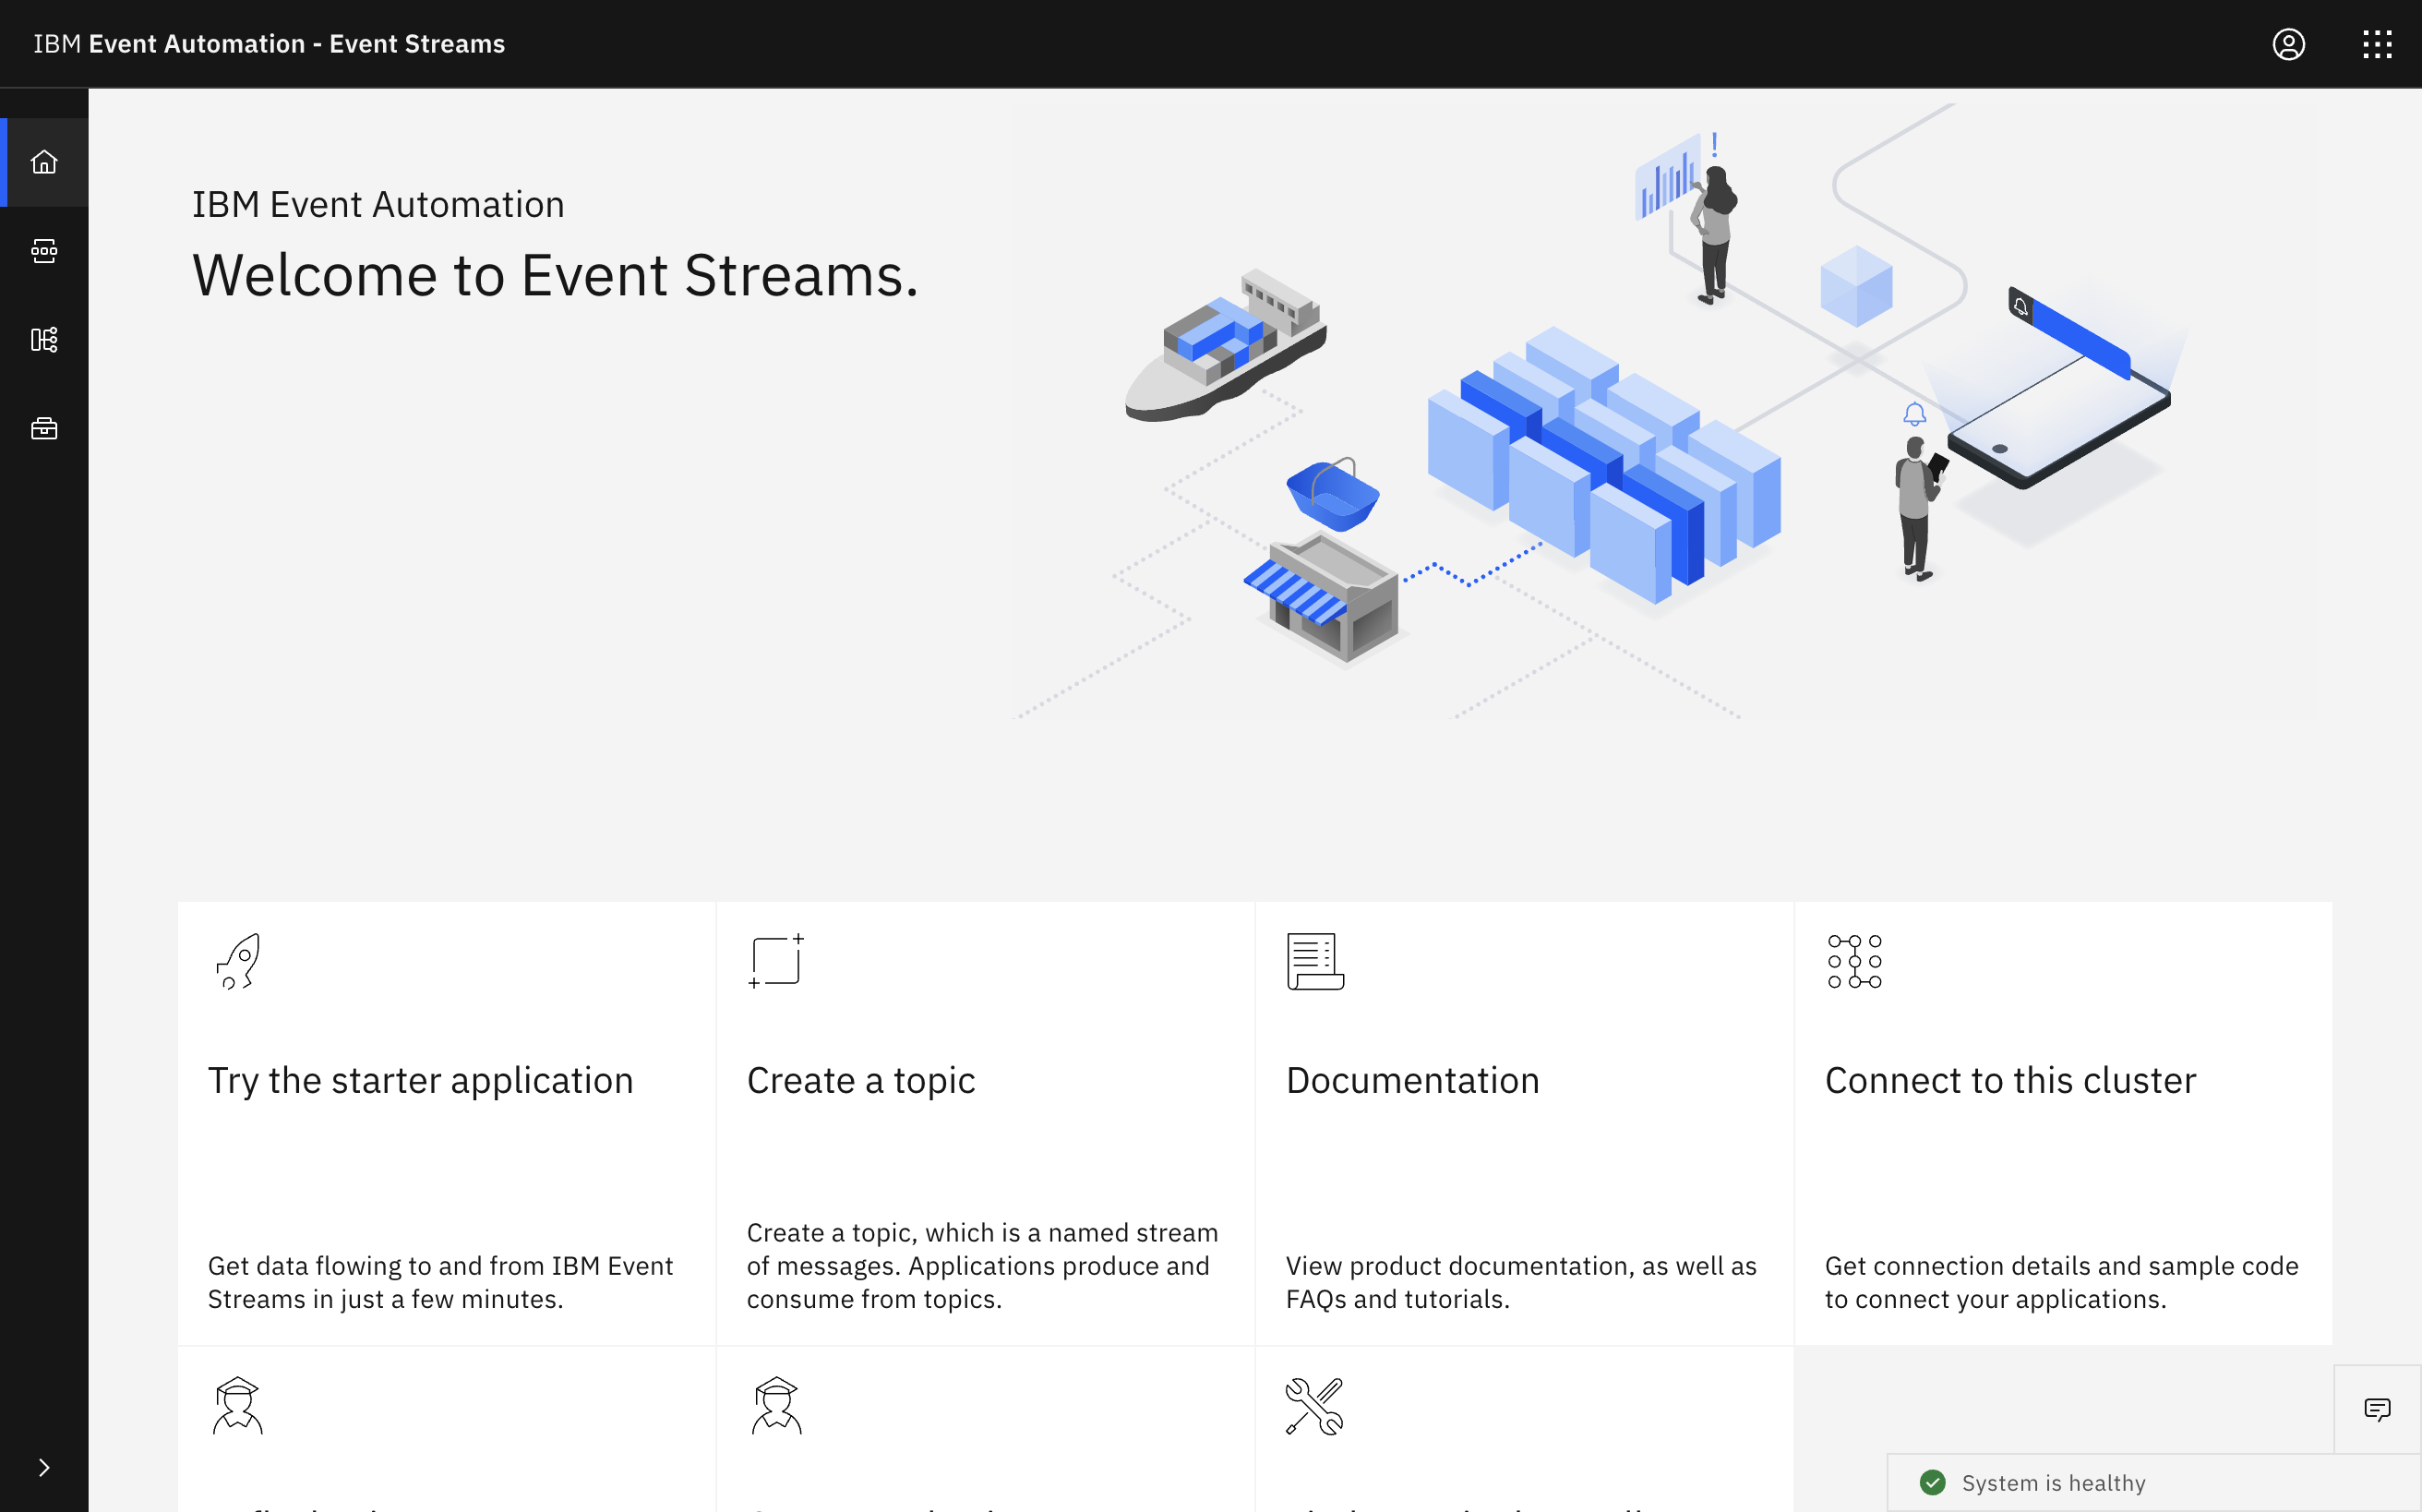 IBM Event Automation - Event Streams
IBM Event Automation
Welcome to Event Streams.
Try the starter application
Create a topic
Documentation
Connect to this cluster
Get data flowing to and from IBM Event
Streams in just a few minutes.
Create a topic, which is a named stream
of messages. Applications produce and
consume from topics.
View product documentation, as well as
FAQs and tutorials.
Get connection details and sample code
to connect your applications.
System is healthy